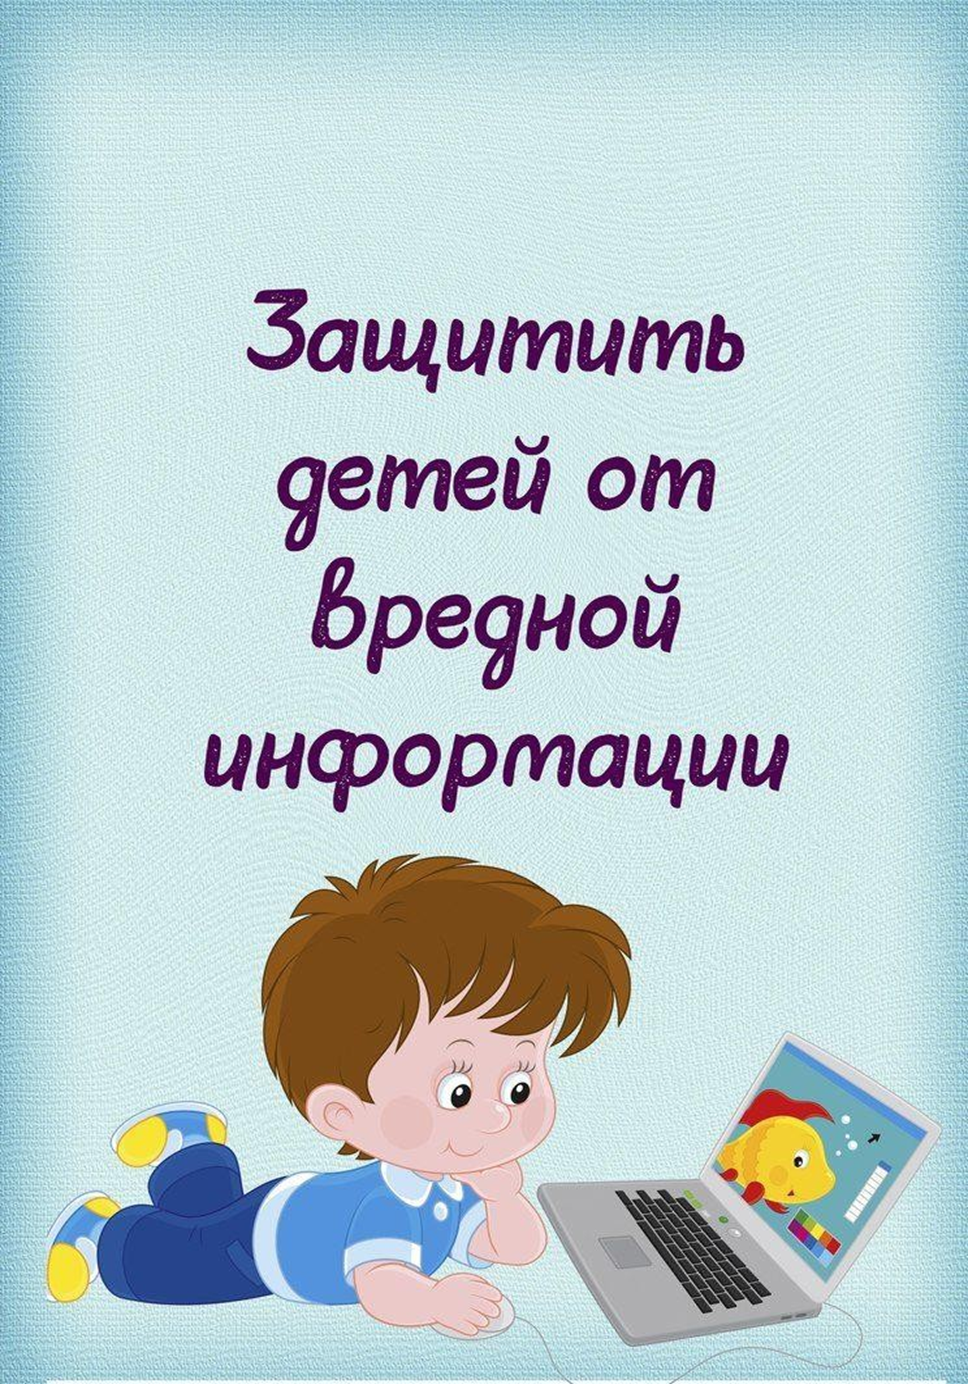 Защитить
детей от
вредной
информации